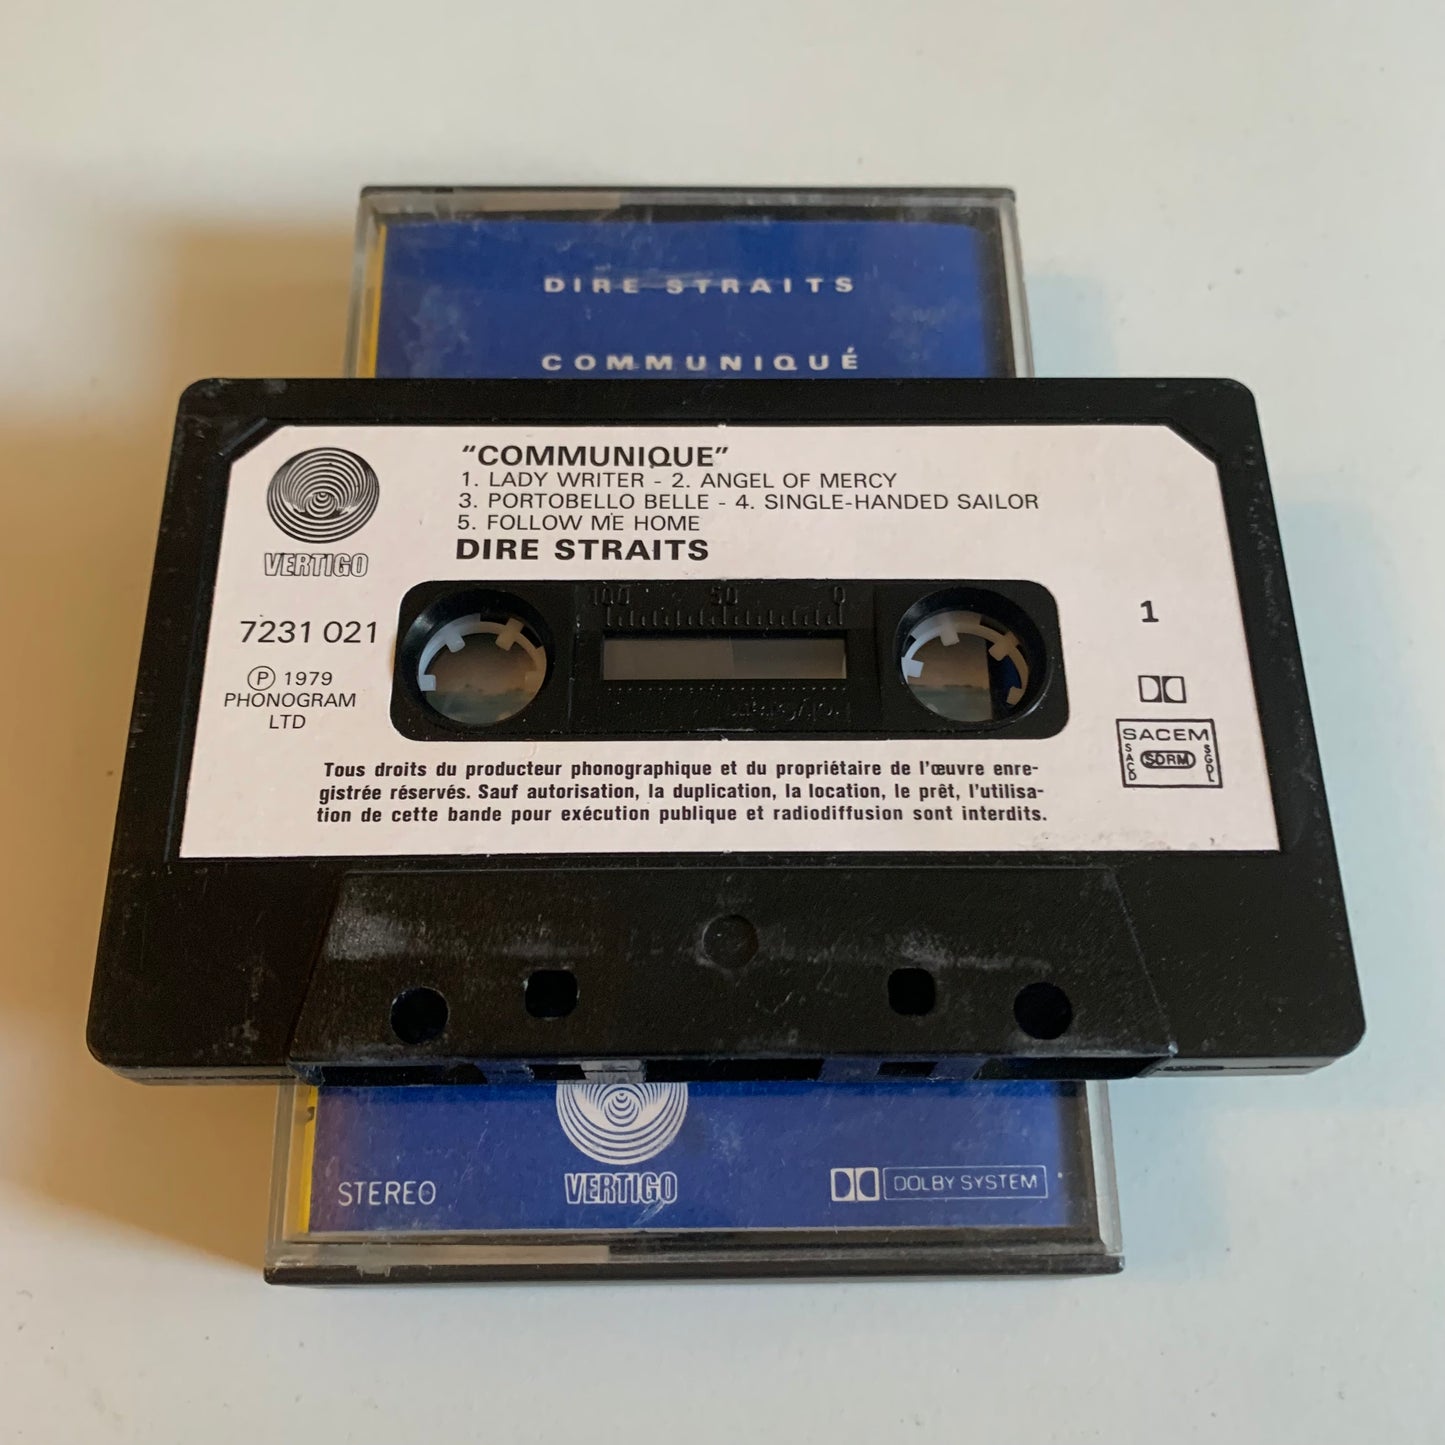 DIRE STRAITS
COMMUNIQUÉ
"COMMUNIQUE"
1. LADY WRITER - 2. ANGEL OF MERCY
3. PORTOBELLO BELLE - 4. SINGLE-HANDED SAILOR
5. FOLLOW ME HOME
DIRE STRAITS
VERTIGO
7231 021
Ⓟ 1979
PHONOGRAM
LTD
100 50 0
1
SACEM
SACD SDRM SGDL
Tous droits du producteur phonographique et du propriétaire de l'œuvre enre-
gistrée réservés. Sauf autorisation, la duplication, la location, le prêt, l'utilisa-
tion de cette bande pour exécution publique et radiodiffusion sont interdits.
STEREO
VERTIGO
DOLBY SYSTEM